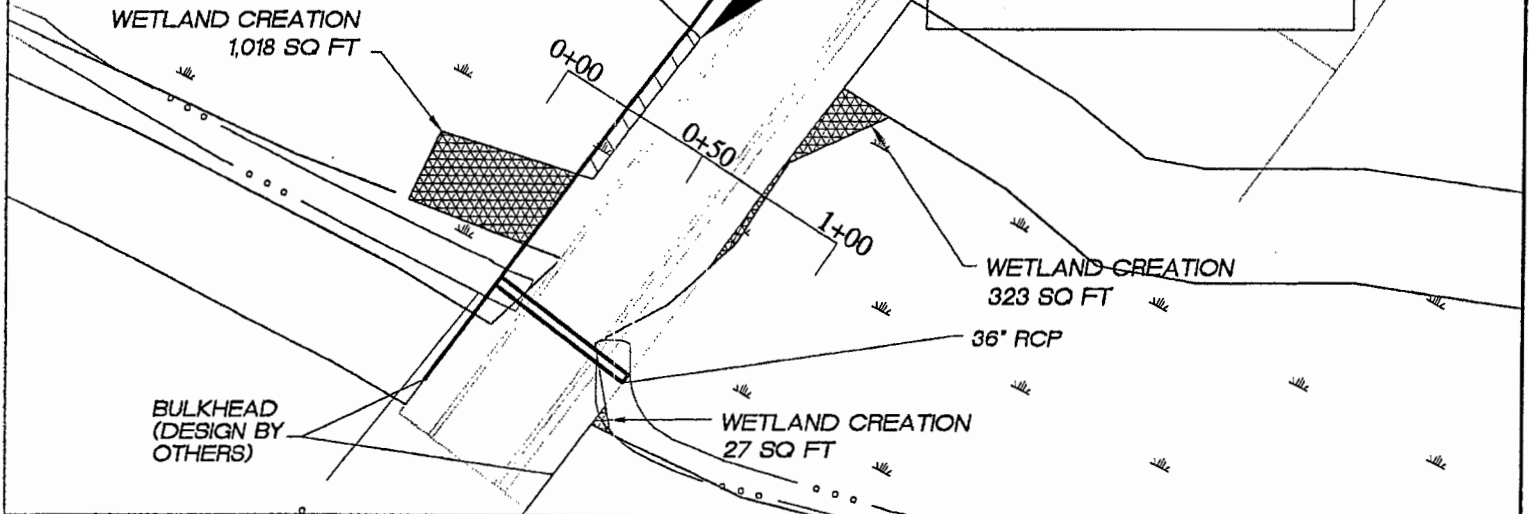 WETLAND CREATION
1,018 SQ FT
0+00
0+50
1+00
WETLAND CREATION
323 SQ FT
36" RCP
BULKHEAD
(DESIGN BY
OTHERS)
WETLAND CREATION
27 SQ FT